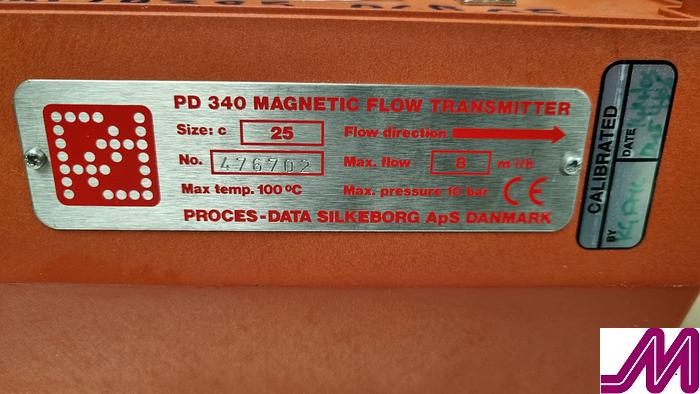 PD 340 MAGNETIC FLOW TRANSMITTER
Size: c 25 Flow direction
No. 476702 Max. flow 8 m³/h
Max temp. 100 ºC Max. pressure 10 bar CE
PROCES-DATA SILKEBORG ApS DANMARK
CALIBRATED
BY
DATE